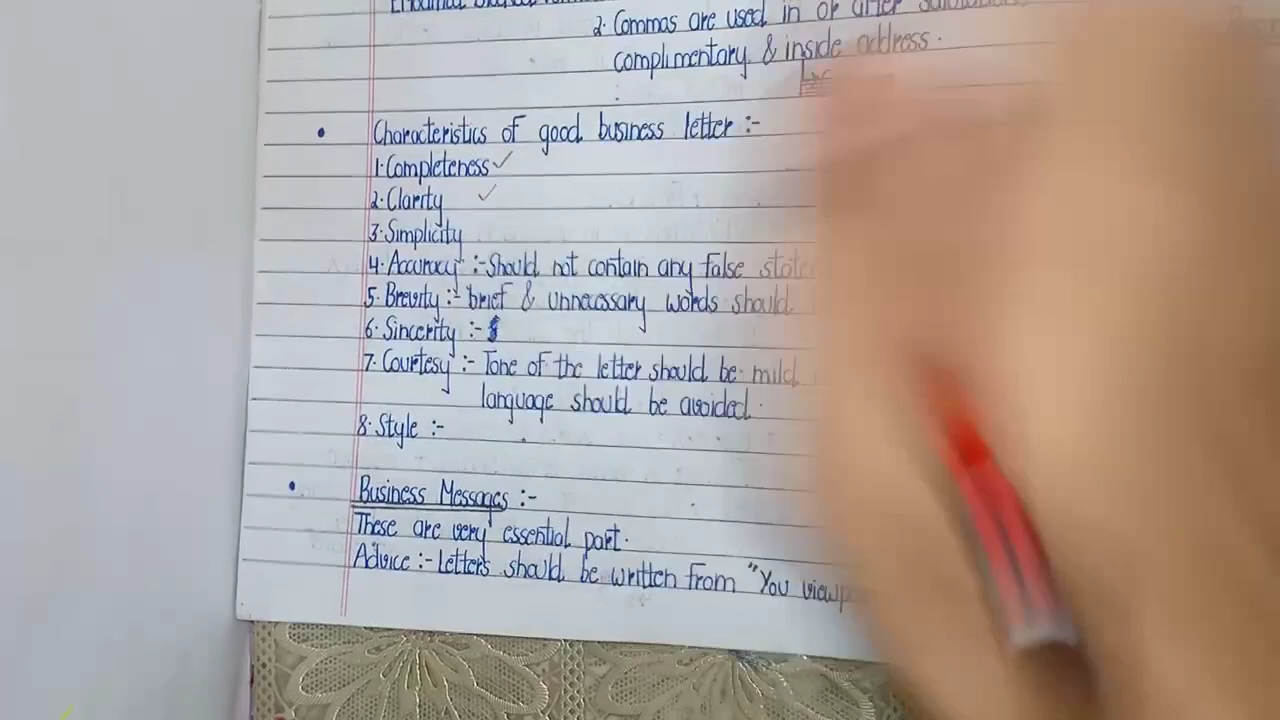 2. Commas are used in or after
complimentary & inside address.
• Characteristics of good business letter :-
1. Completeness ✓
2. Clarity ✓
3. Simplicity
4. Accuracy :- Should not contain any false
5. Brevity :- brief & unnecessary words should
6. Sincerity :-
7. Courtesy :- Tone of the letter should be mild
language should be avoided.
8. Style :-
• Business Messages :-
These are very essential part.
Advice :- Letters should be written from "You